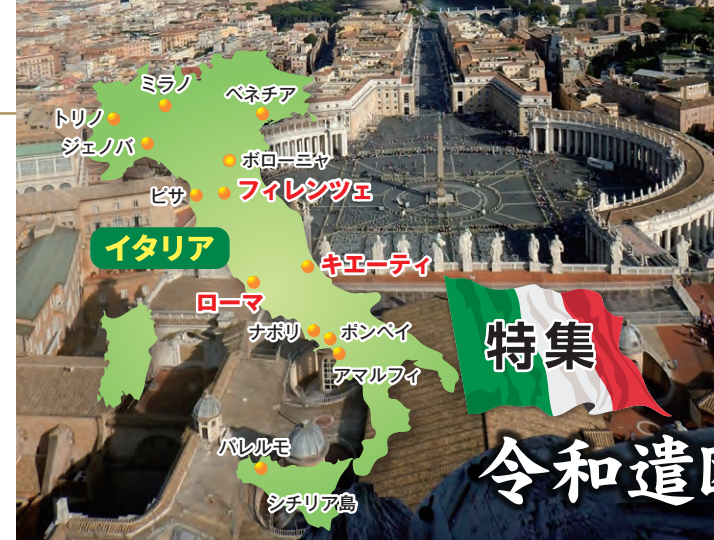 ミラノ
ベネチア
トリノ
ジェノバ
ボローニャ
ピサ
フィレンツェ
イタリア
キエーティ
ローマ
ナポリ
ポンペイ
アマルフィ
特集
パレルモ
令和遣
シチリア島